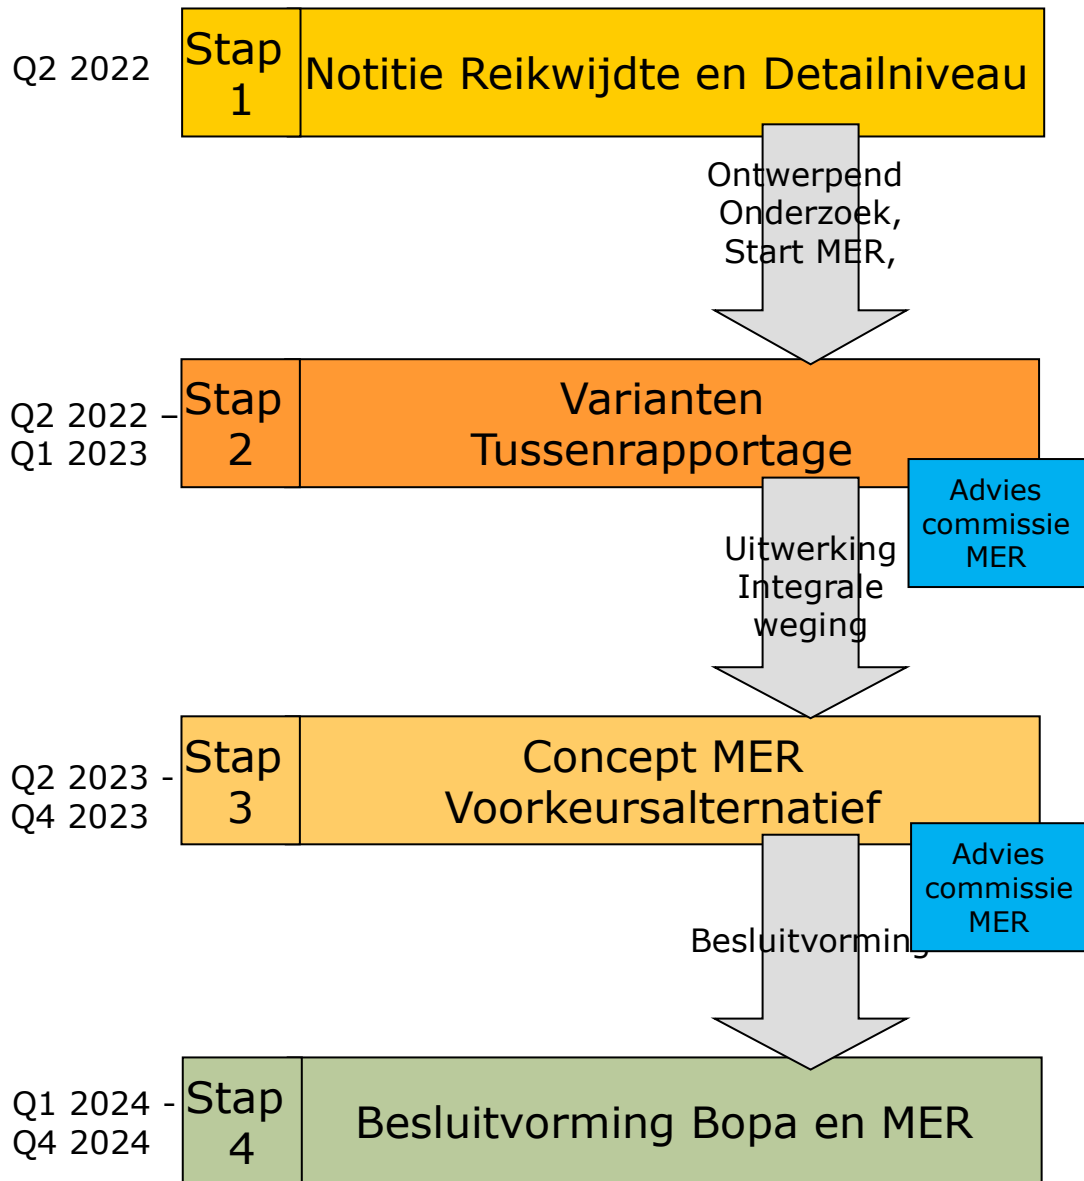 Q2 2022
Stap
1
Notitie Reikwijdte en Detailniveau
Ontwerpend
Onderzoek,
Start MER,
Q2 2022 –
Q1 2023
Stap
2
Varianten
Tussenrapportage
Advies
commissie
MER
Uitwerking
Integrale
weging
Q2 2023 -
Q4 2023
Stap
3
Concept MER
Voorkeursalternatief
Advies
commissie
MER
Besluitvorming
Q1 2024 -
Q4 2024
Stap
4
Besluitvorming Bopa en MER